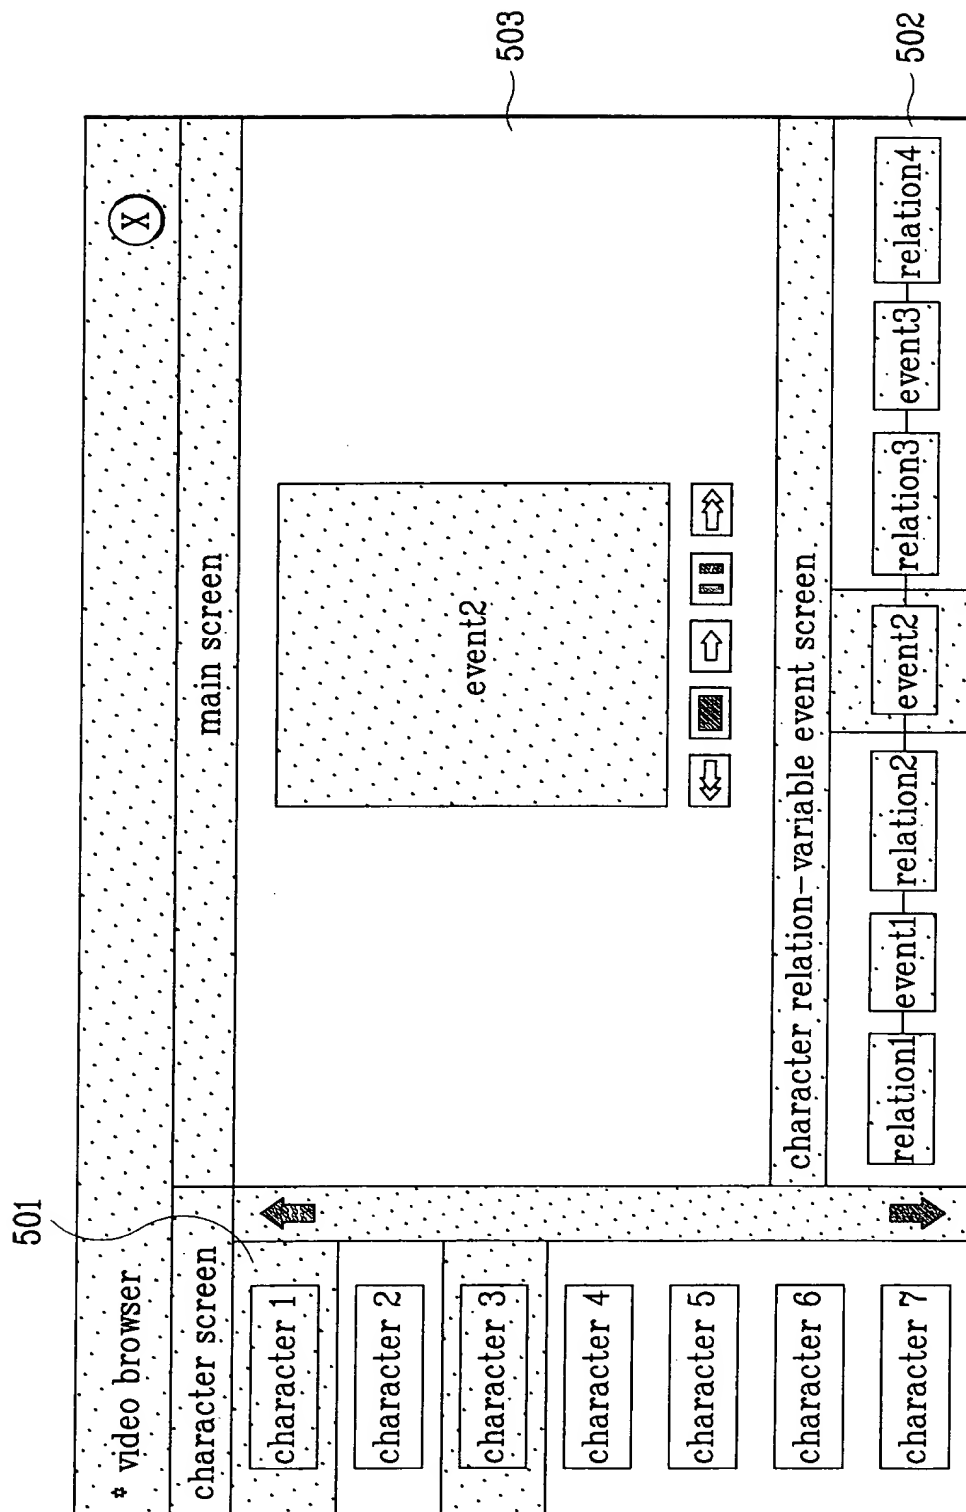 * video browser
X
character screen
main screen
501
character 1
character 2
character 3
character 4
character 5
character 6
character 7
event2
503
character relation-variable event screen
relation1
event1
relation2
event2
relation3
event3
relation4
502